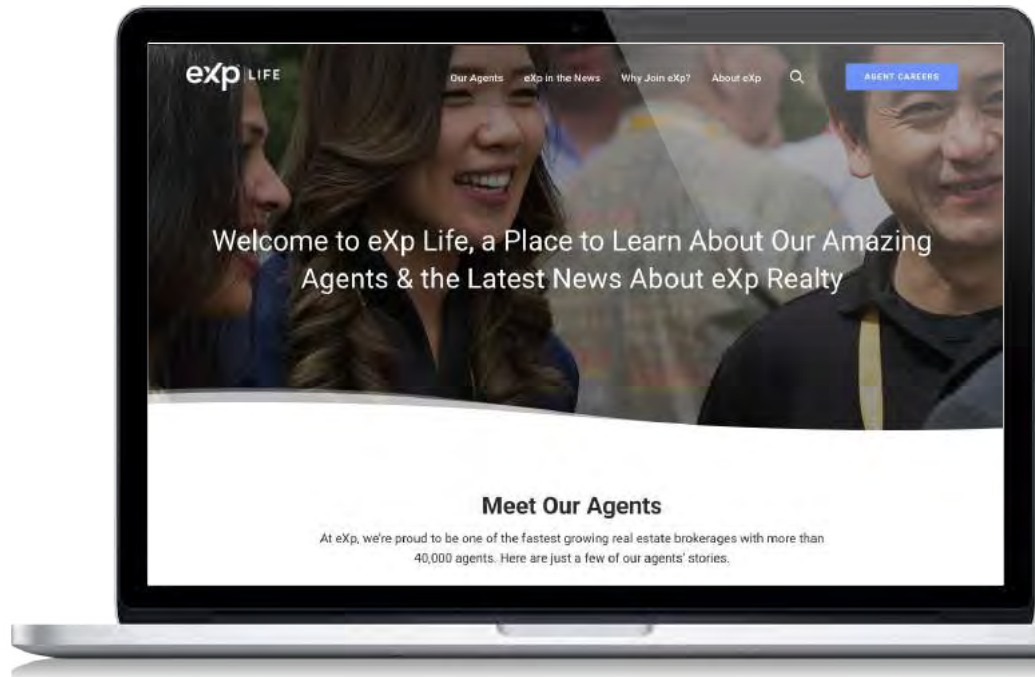 eXp LIFE
Our Agents eXp in the News Why Join eXp? About eXp AGENT CAREERS
Welcome to eXp Life, a Place to Learn About Our Amazing
Agents & the Latest News About eXp Realty
Meet Our Agents
At eXp, we're proud to be one of the fastest growing real estate brokerages with more than
40,000 agents. Here are just a few of our agents' stories.